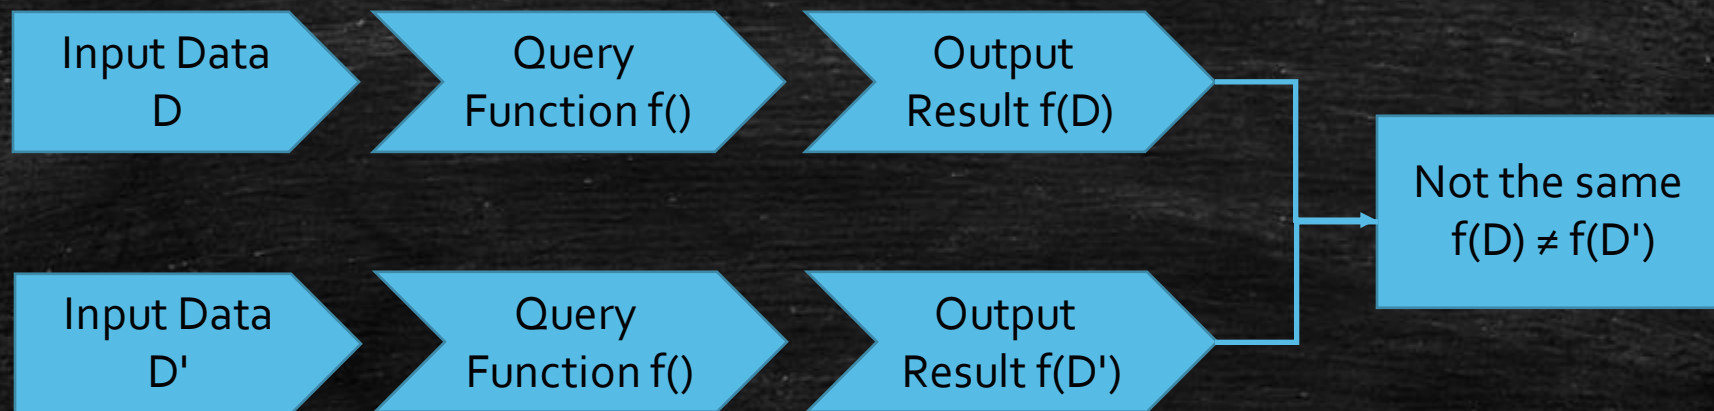 Input Data
D
Query
Function f()
Output
Result f(D)
Not the same
f(D) ≠ f(D')
Input Data
D'
Query
Function f()
Output
Result f(D')